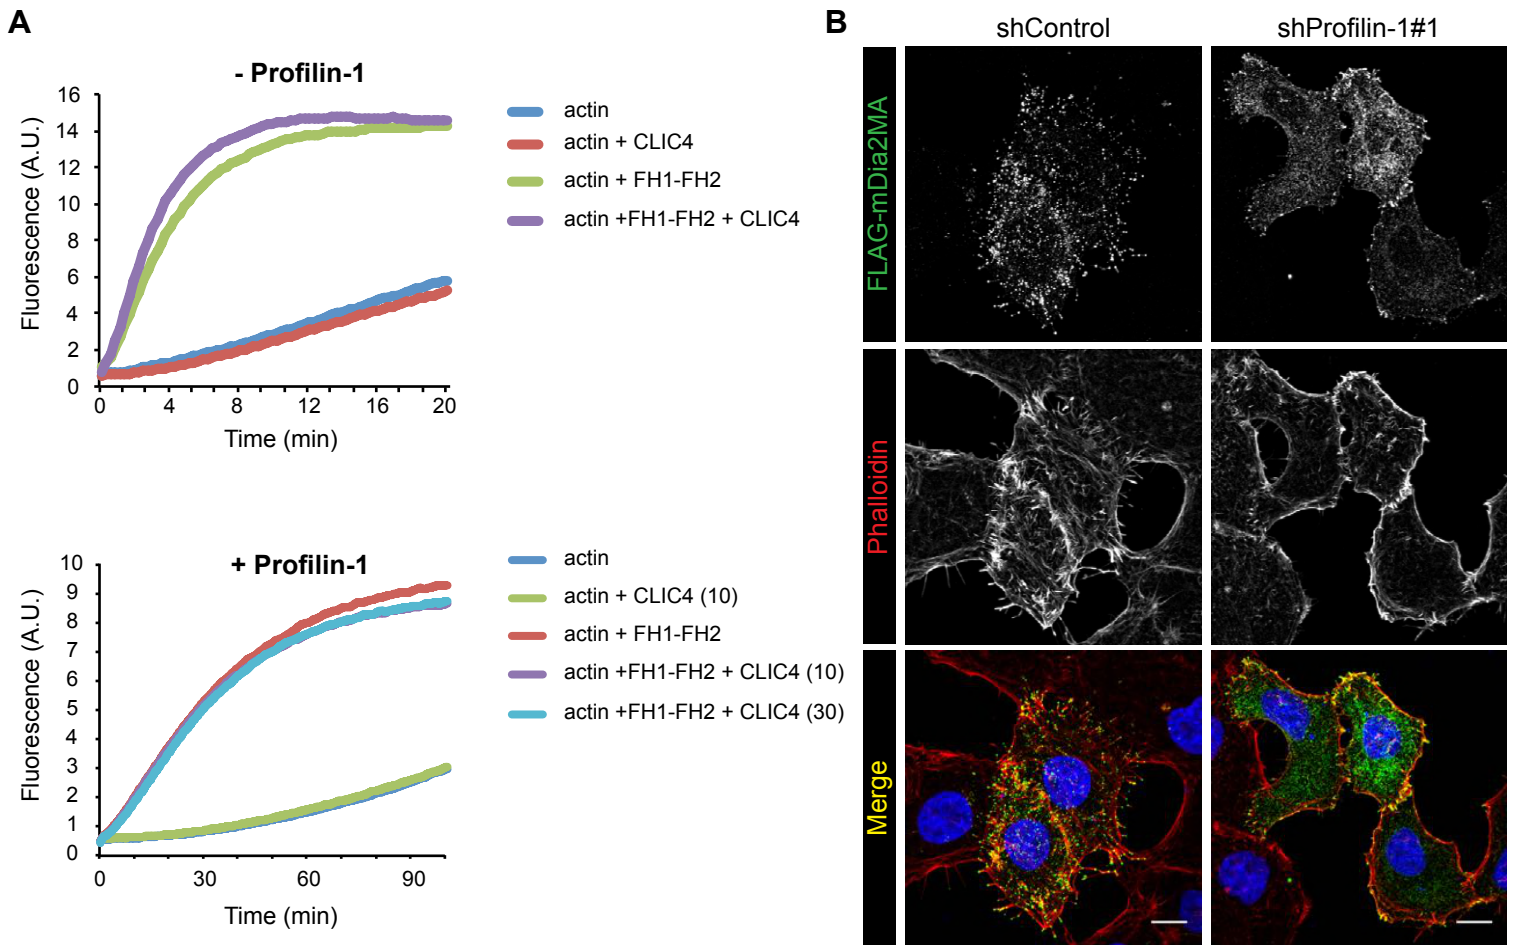 A
- Profilin-1
16
14
12
10
8
6
4
2
0
Fluorescence (A.U.)
0 4 8 12 16 20
Time (min)
actin
actin + CLIC4
actin + FH1-FH2
actin +FH1-FH2 + CLIC4
+ Profilin-1
10
9
8
7
6
5
4
3
2
1
0
Fluorescence (A.U.)
0 30 60 90
Time (min)
actin
actin + CLIC4 (10)
actin + FH1-FH2
actin +FH1-FH2 + CLIC4 (10)
actin +FH1-FH2 + CLIC4 (30)
B
shControl shProfilin-1#1
FLAG-mDia2MA
Phalloidin
Merge